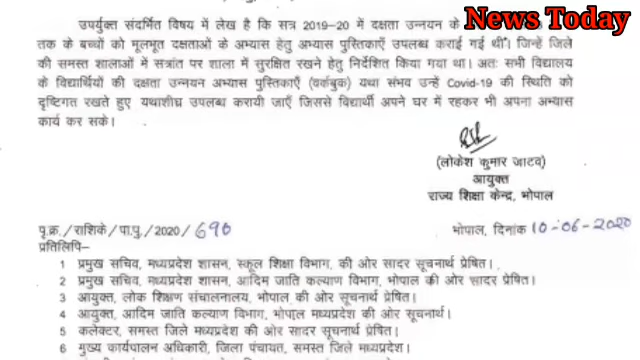 News Today
उपर्युक्त संदर्भित विषय में लेख है कि सत्र 2019-20 में दक्षता उन्नयन के
तक के बच्चों को मूलभूत दक्षताओं के अभ्यास हेतु अभ्यास पुस्तिकाएँ उपलब्ध कराई गई थीं। जिन्हें जिले
की समस्त शालाओं में सत्रांत पर शाला में सुरक्षित रखने हेतु निर्देशित किया गया था। अतः सभी विद्यालय
के विद्यार्थियों की दक्षता उन्नयन अभ्यास पुस्तिकाएँ (वर्कबुक) यथा संभव उन्हें Covid-19 की स्थिति को
दृष्टिगत रखते हुए यथाशीघ्र उपलब्ध करायी जाएँ जिससे विद्यार्थी अपने घर में रहकर भी अपना अभ्यास
कार्य कर सके।
(लोकेश कुमार जाटव)
आयुक्त
राज्य शिक्षा केन्द्र, भोपाल
पृ.क्र./राशिके/पा.पु./2020/690 भोपाल, दिनांक 10-06-2020
प्रतिलिपि-
1 प्रमुख सचिव, मध्यप्रदेश शासन, स्कूल शिक्षा विभाग, की ओर सादर सूचनार्थ प्रेषित।
2 प्रमुख सचिव, मध्यप्रदेश शासन, आदिम जाति कल्याण विभाग, भोपाल की ओर सादर सूचनार्थ प्रेषित।
3 आयुक्त, लोक शिक्षण संचालनालय, भोपाल की ओर सूचनार्थ प्रेषित।
4 आयुक्त, आदिम जाति कल्याण विभाग, भोपाल मध्यप्रदेश की ओर सूचनार्थ।
5 कलेक्टर, समस्त जिले मध्यप्रदेश की ओर सादर सूचनार्थ प्रेषित।
6 मुख्य कार्यपालन अधिकारी, जिला पंचायत, समस्त जिले मध्यप्रदेश।